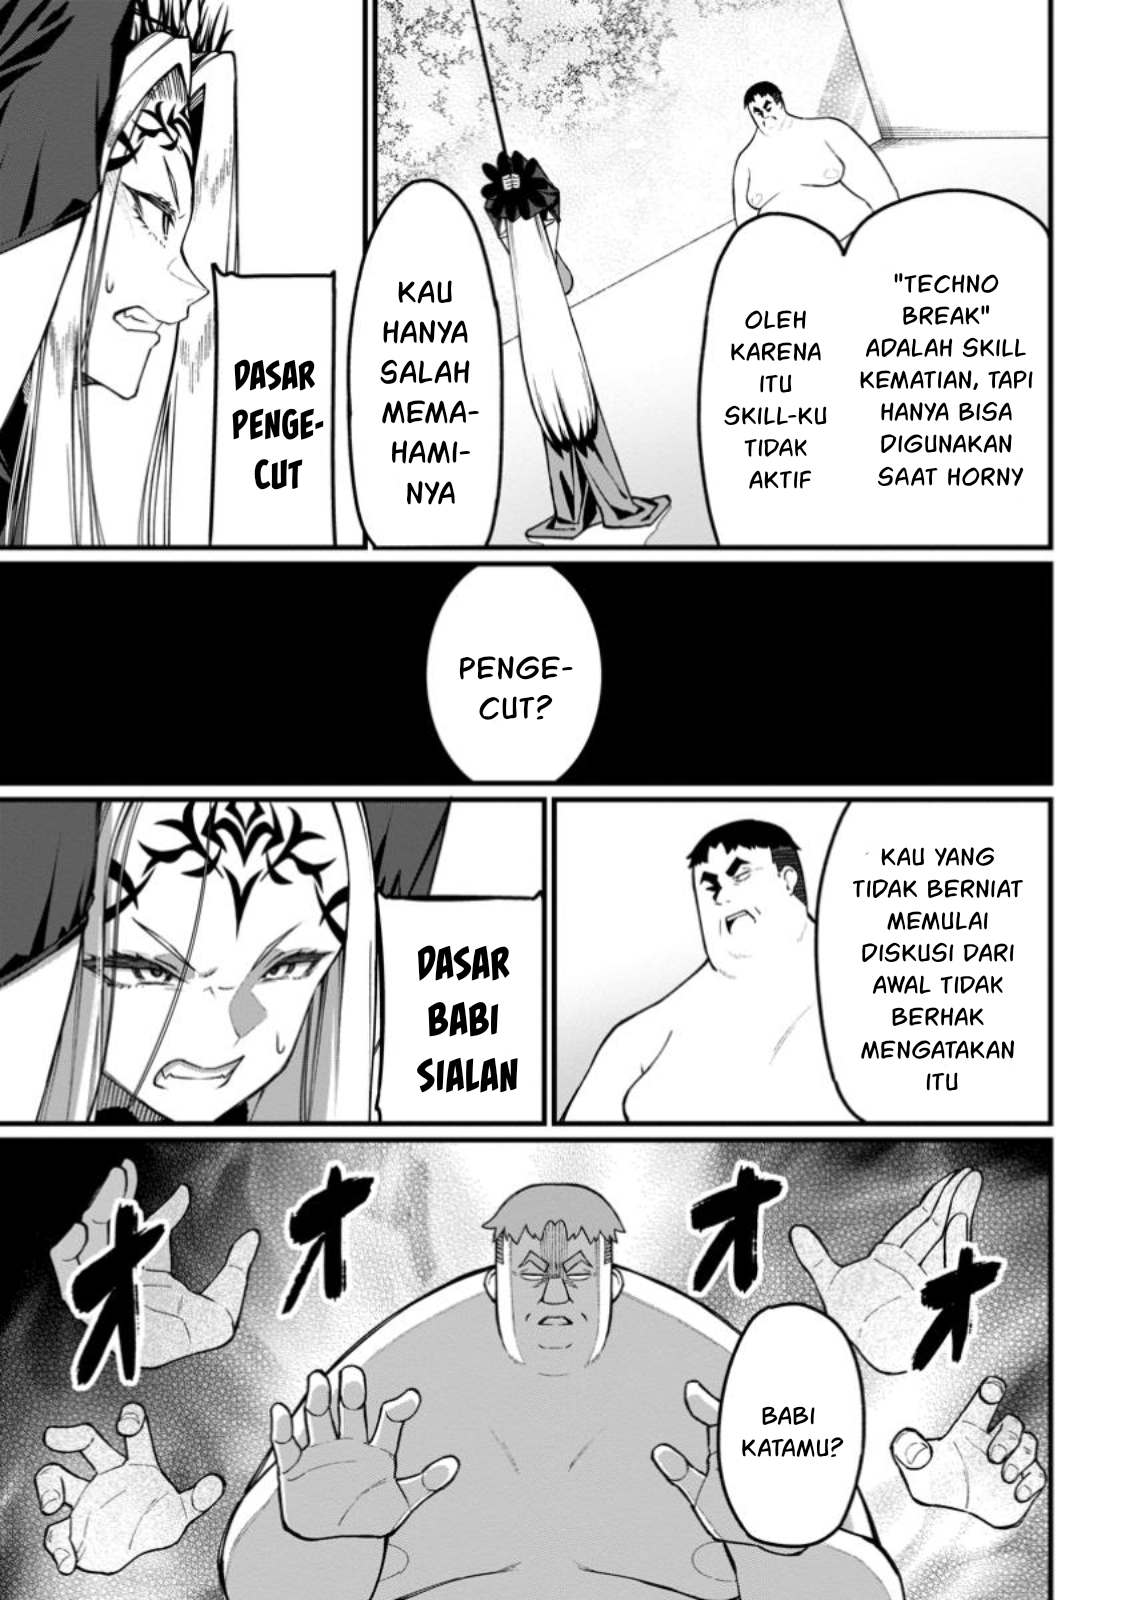 "TECHNO
BREAK"
ADALAH SKILL
KEMATIAN, TAPI
HANYA BISA
DIGUNAKAN
SAAT HORNY
OLEH
KARENA
ITU
SKILL-KU
TIDAK
AKTIF
KAU
HANYA
SALAH
MEMA-
HAMI-
NYA
DASAR
PENGE-
CUT
PENGE-
CUT?
KAU YANG
TIDAK BERNIAT
MEMULAI
DISKUSI DARI
AWAL TIDAK
BERHAK
MENGATAKAN
ITU
DASAR
BABI
SIALAN
オ
オ
オ
オ
BABI
KATAMU?